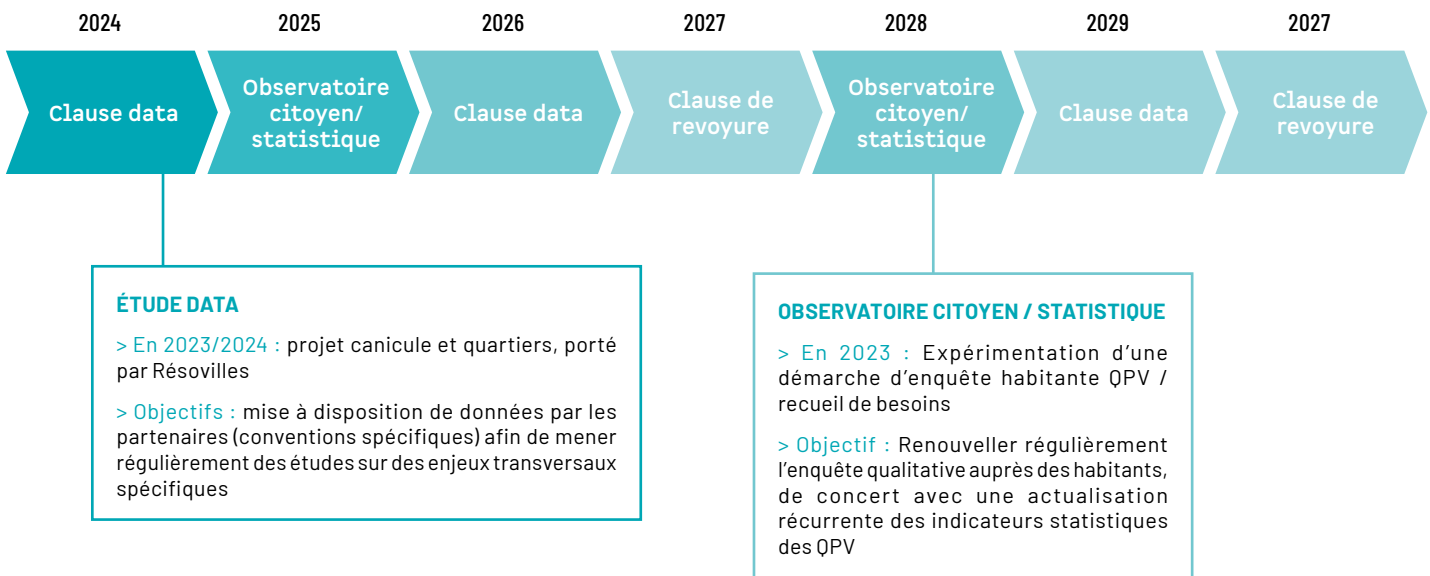 2024 2025 2026 2027 2028 2029 2027
Clause data
Observatoire
citoyen/
statistique
Clause data
Clause de
revoyure
Observatoire
citoyen/
statistique
Clause data
Clause de
revoyure
ÉTUDE DATA
> En 2023/2024 : projet canicule et quartiers, porté
par Résovilles
> Objectifs : mise à disposition de données par les
partenaires (conventions spécifiques) afin de mener
régulièrement des études sur des enjeux transversaux
spécifiques
OBSERVATOIRE CITOYEN / STATISTIQUE
> En 2023 : Expérimentation d’une
démarche d’enquête habitante QPV /
recueil de besoins
> Objectif : Renouveller régulièrement
l’enquête qualitative auprès des habitants,
de concert avec une actualisation
récurrente des indicateurs statistiques
des QPV